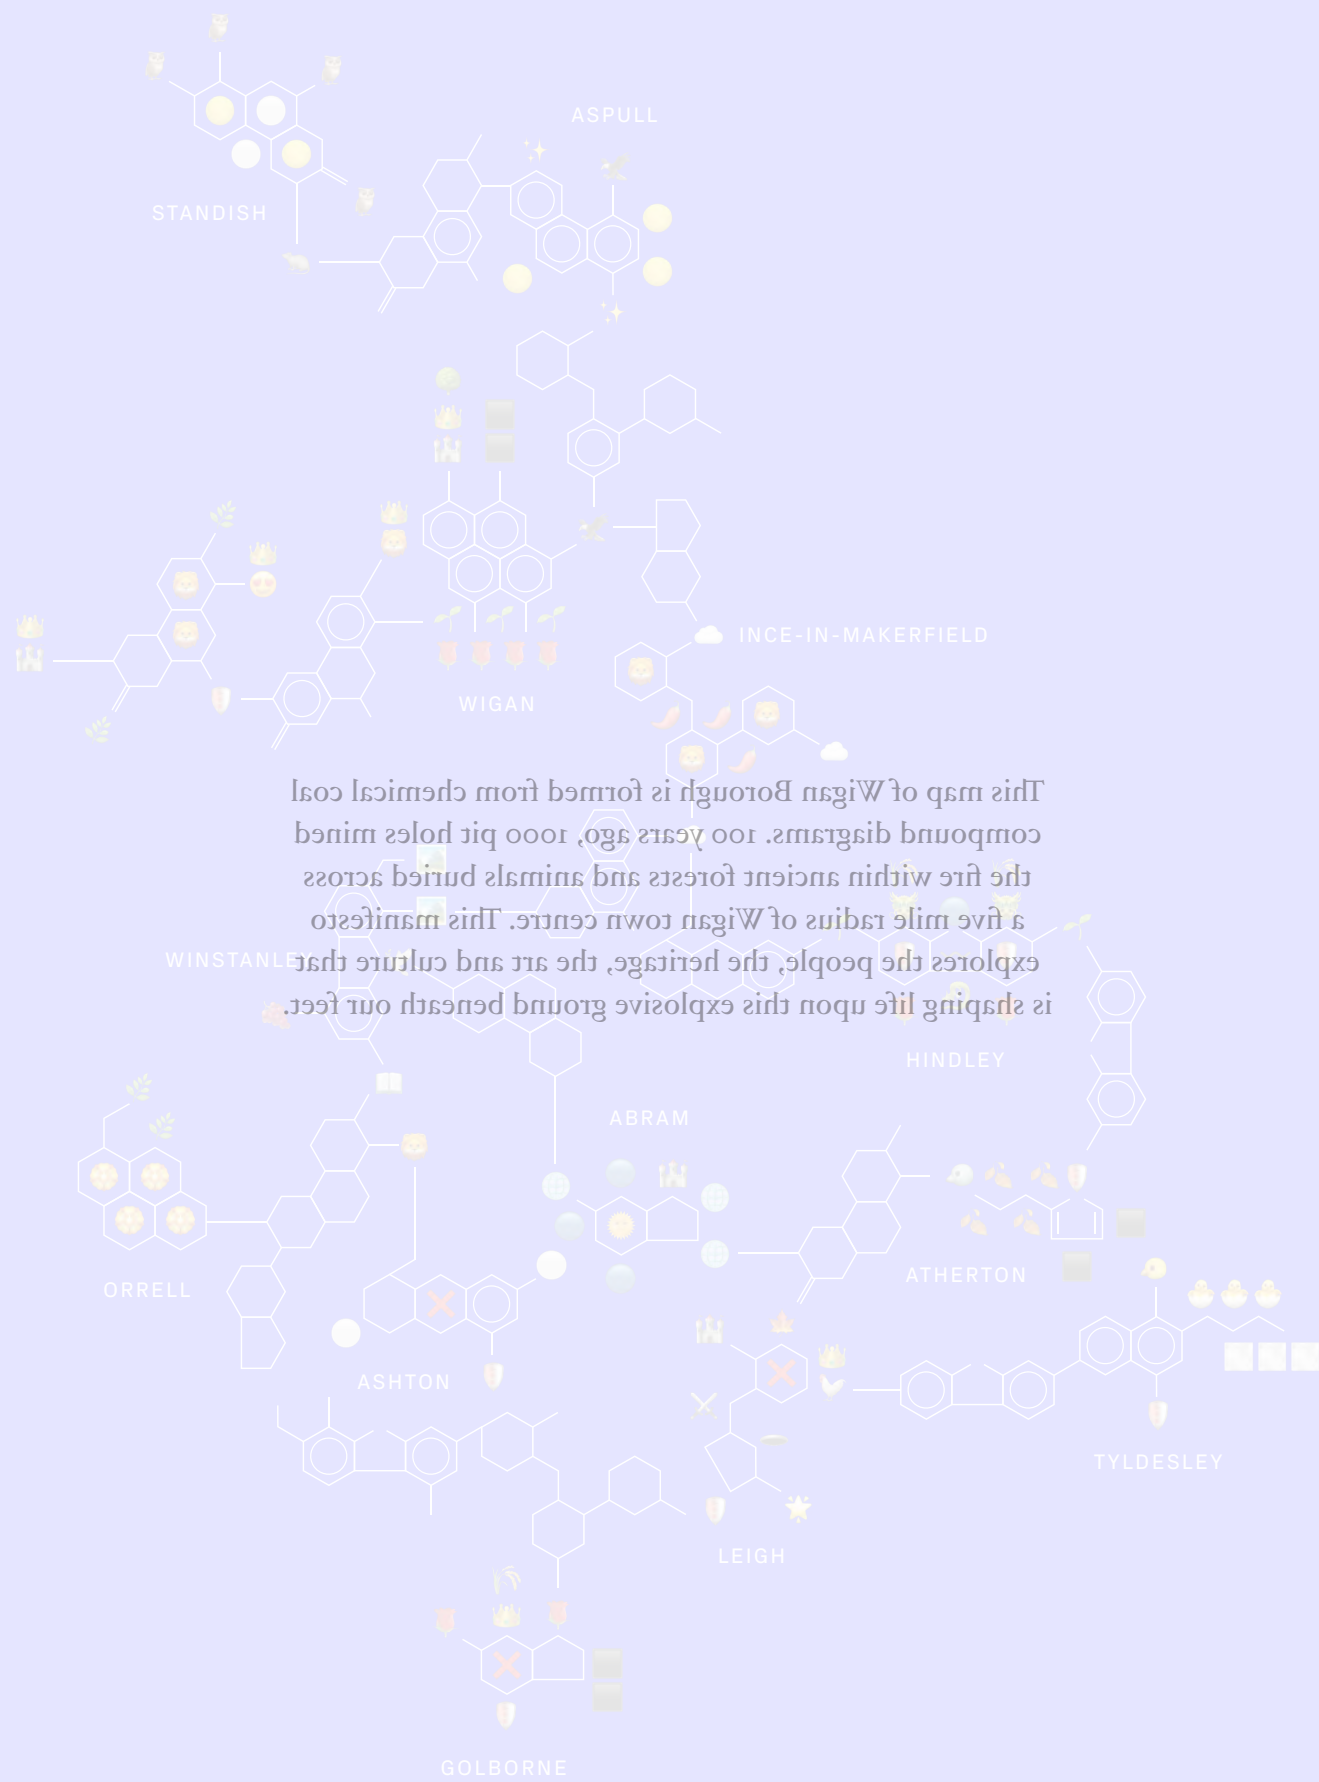 ASPULL
STANDISH
INCE-IN-MAKERFIELD
WIGAN
This map of Wigan Borough is formed from chemical coal
compound diagrams. 100 years ago, 1000 pit holes mined
the fire within ancient forests and animals buried across
a five mile radius of Wigan town centre. This manifesto
explores the people, the heritage, the art and culture that
is shaping life upon this explosive ground beneath our feet.
WINSTANLEY
HINDLEY
ABRAM
ORRELL
ATHERTON
ASHTON
TYLDESLEY
LEIGH
GOLBORNE